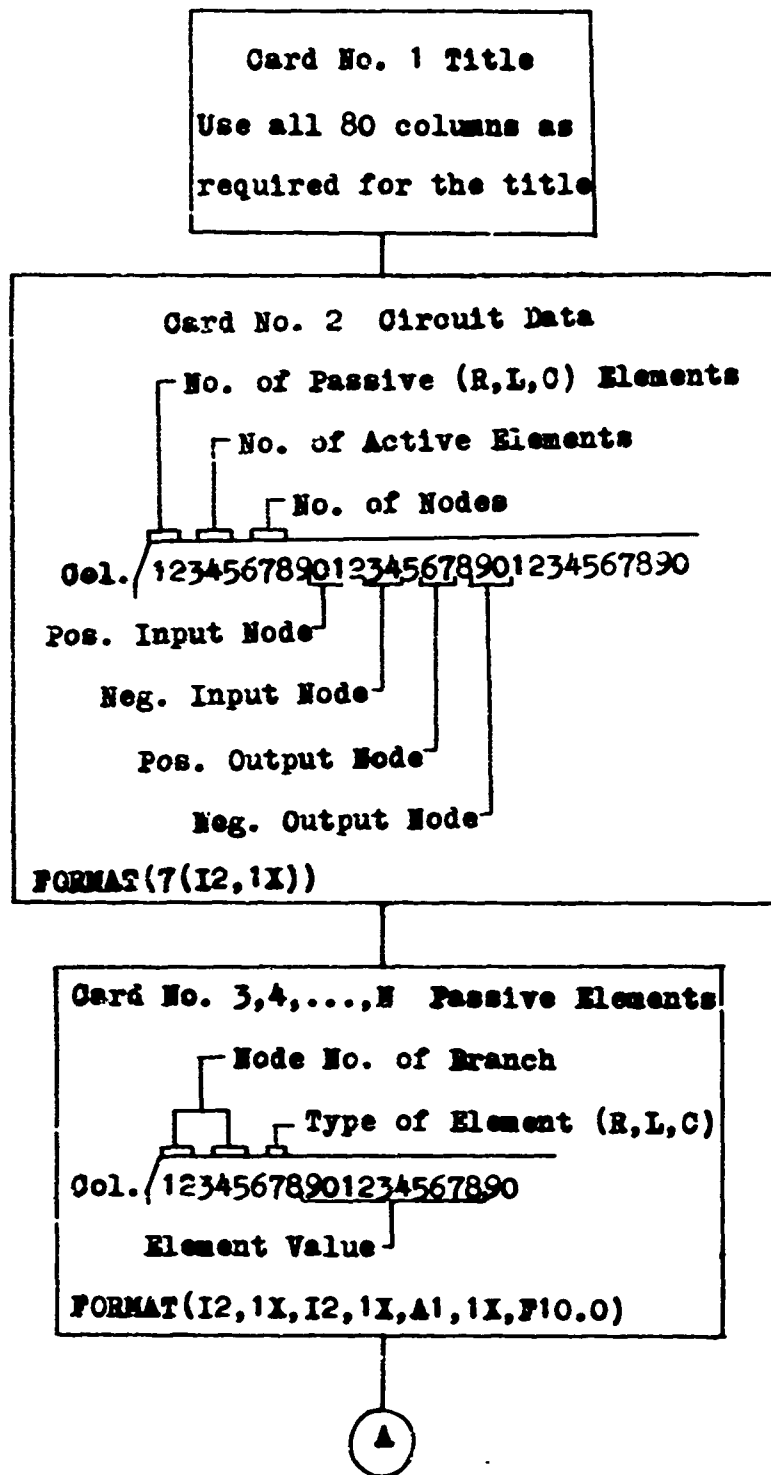 Card No. 1 Title
Use all 80 columns as
required for the title
Card No. 2 Circuit Data
No. of Passive (R,L,C) Elements
No. of Active Elements
No. of Nodes
Col. 123456789012345678901234567890
Pos. Input Node
Neg. Input Node
Pos. Output Node
Neg. Output Node
FORMAT(7(I2,1X))
Card No. 3,4,...,N Passive Elements
Node No. of Branch
Type of Element (R,L,C)
Col. 12345678901234567890
Element Value
FORMAT(I2,1X,I2,1X,A1,1X,F10.0)
A